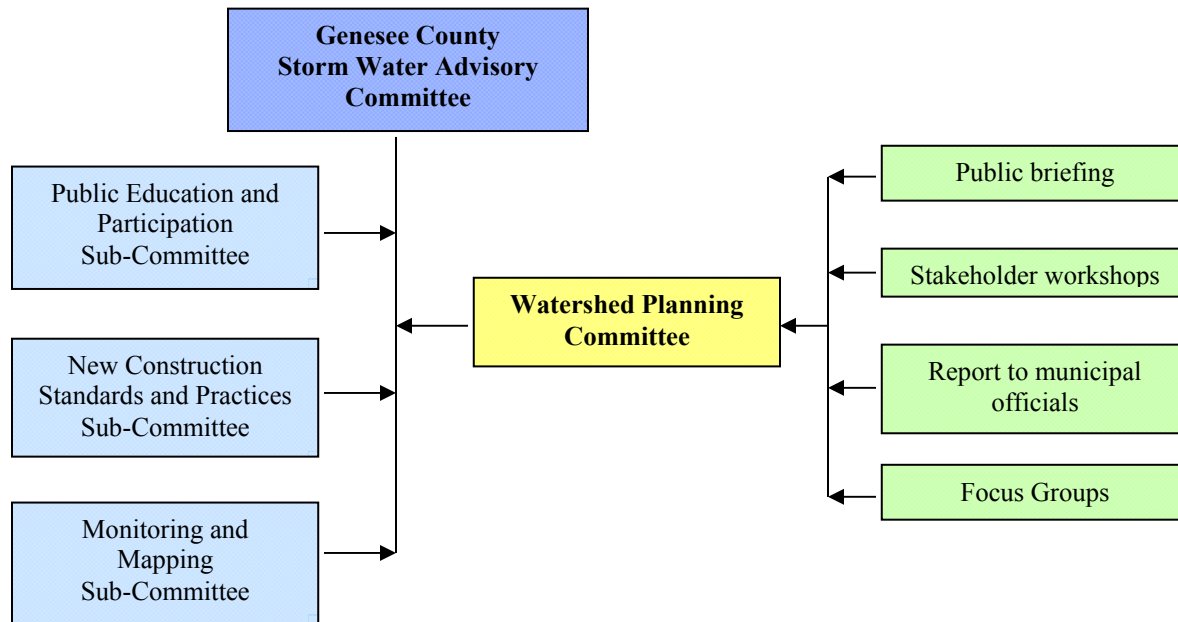 Genesee County
Storm Water Advisory
Committee
Public Education and
Participation
Sub-Committee
New Construction
Standards and Practices
Sub-Committee
Monitoring and
Mapping
Sub-Committee
Watershed Planning
Committee
Public briefing
Stakeholder workshops
Report to municipal
officials
Focus Groups